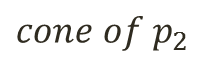 cone of p₂